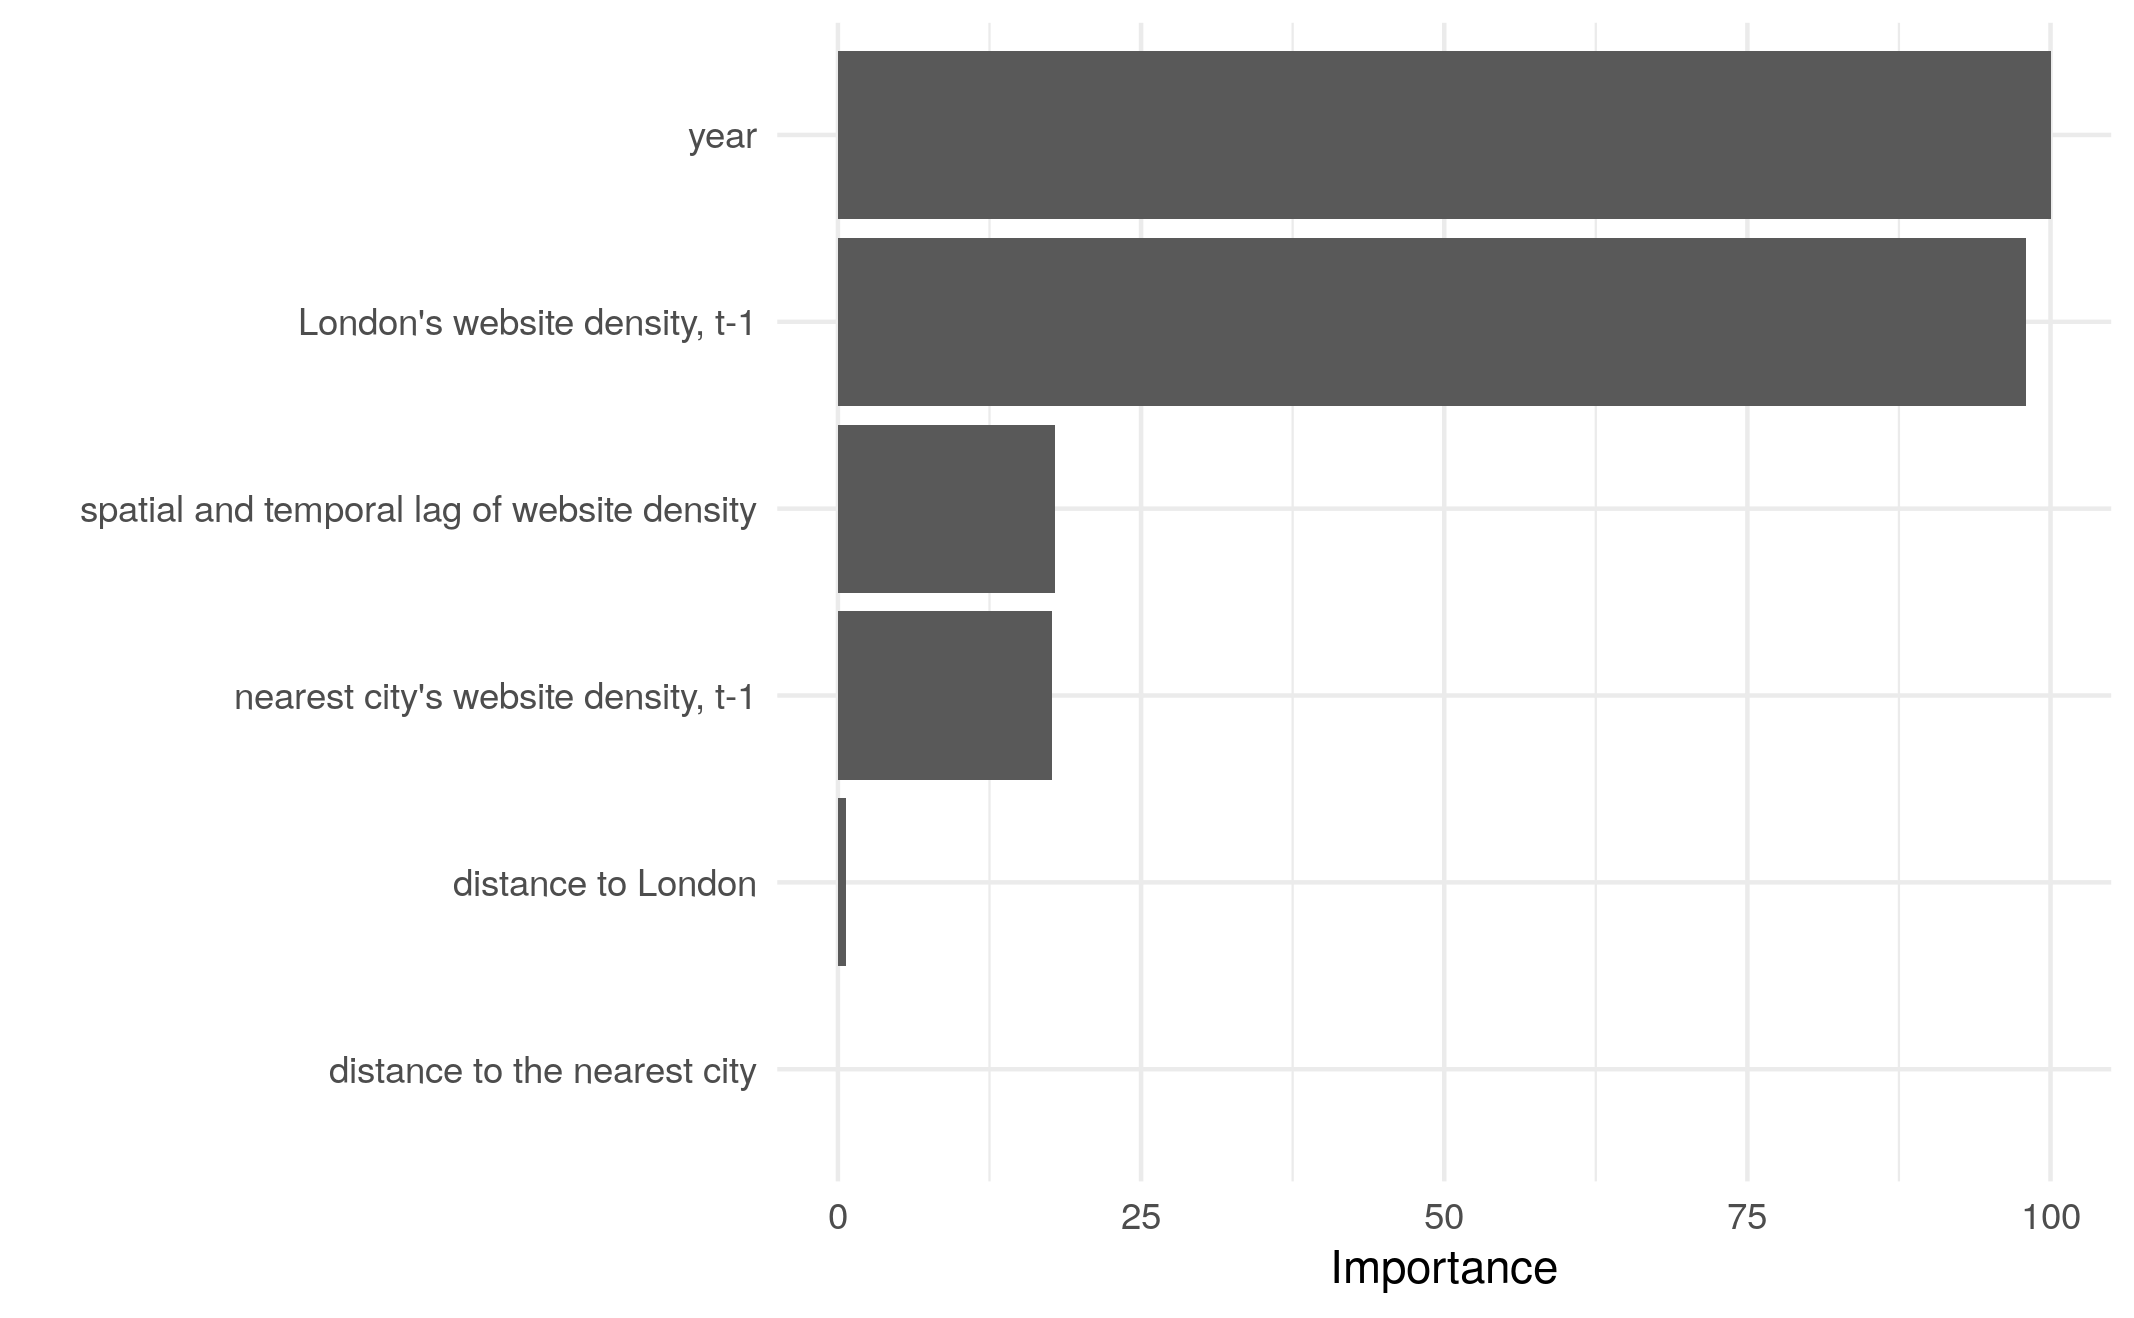 year
London's website density, t-1
spatial and temporal lag of website density
nearest city's website density, t-1
distance to London
distance to the nearest city
0 25 50 75 100
Importance